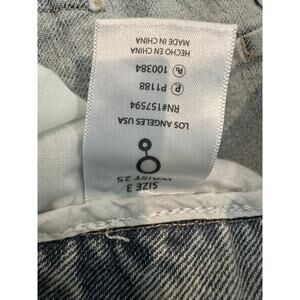 SIZE 3
WAIST 25
LOS ANGELES USA
RN#157594
P P1188
R 100384
HECHO EN CHINA
MADE IN CHINA